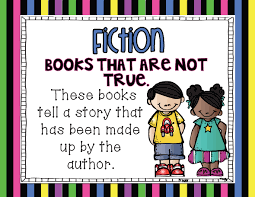 FICTION
BOOKS THAT ARE NOT
TRUE.
These books
tell a story that
has been made
up by the
author.